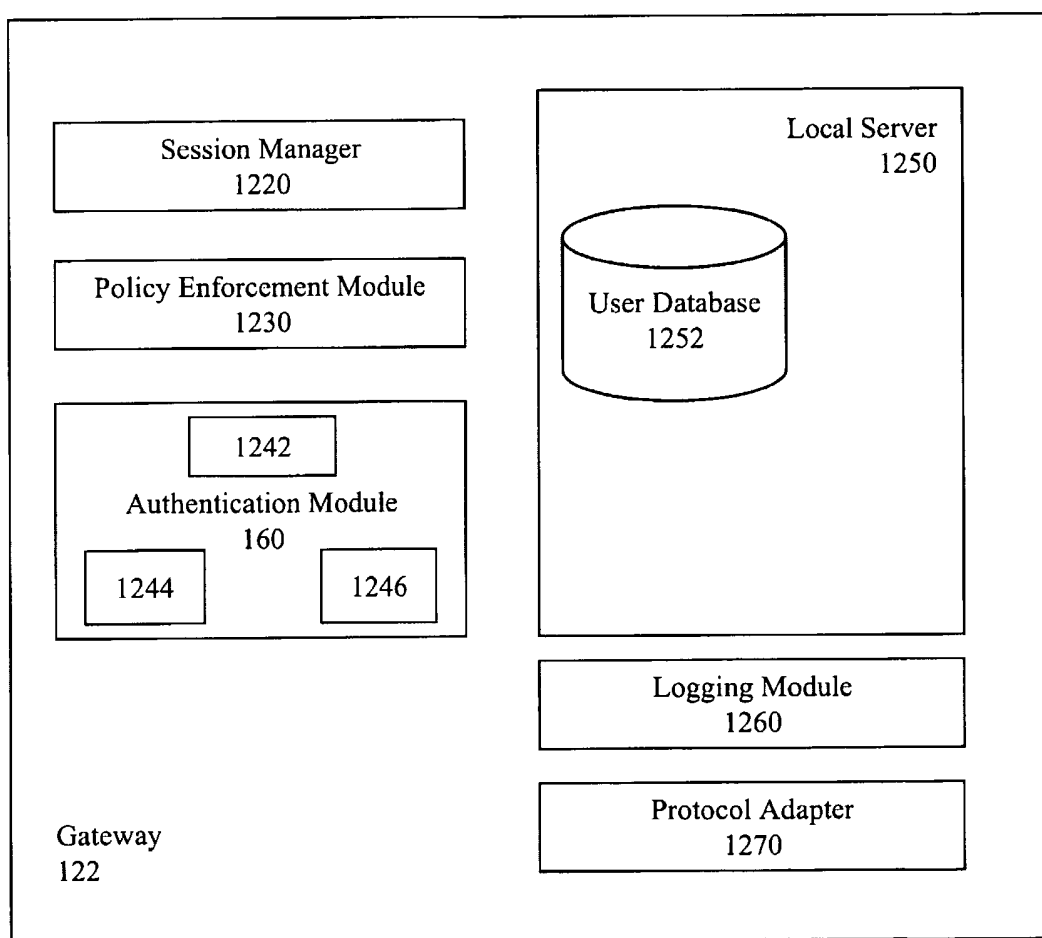 Session Manager
1220
Policy Enforcement Module
1230
1242
Authentication Module
160
1244
1246
Gateway
122
Local Server
1250
User Database
1252
Logging Module
1260
Protocol Adapter
1270